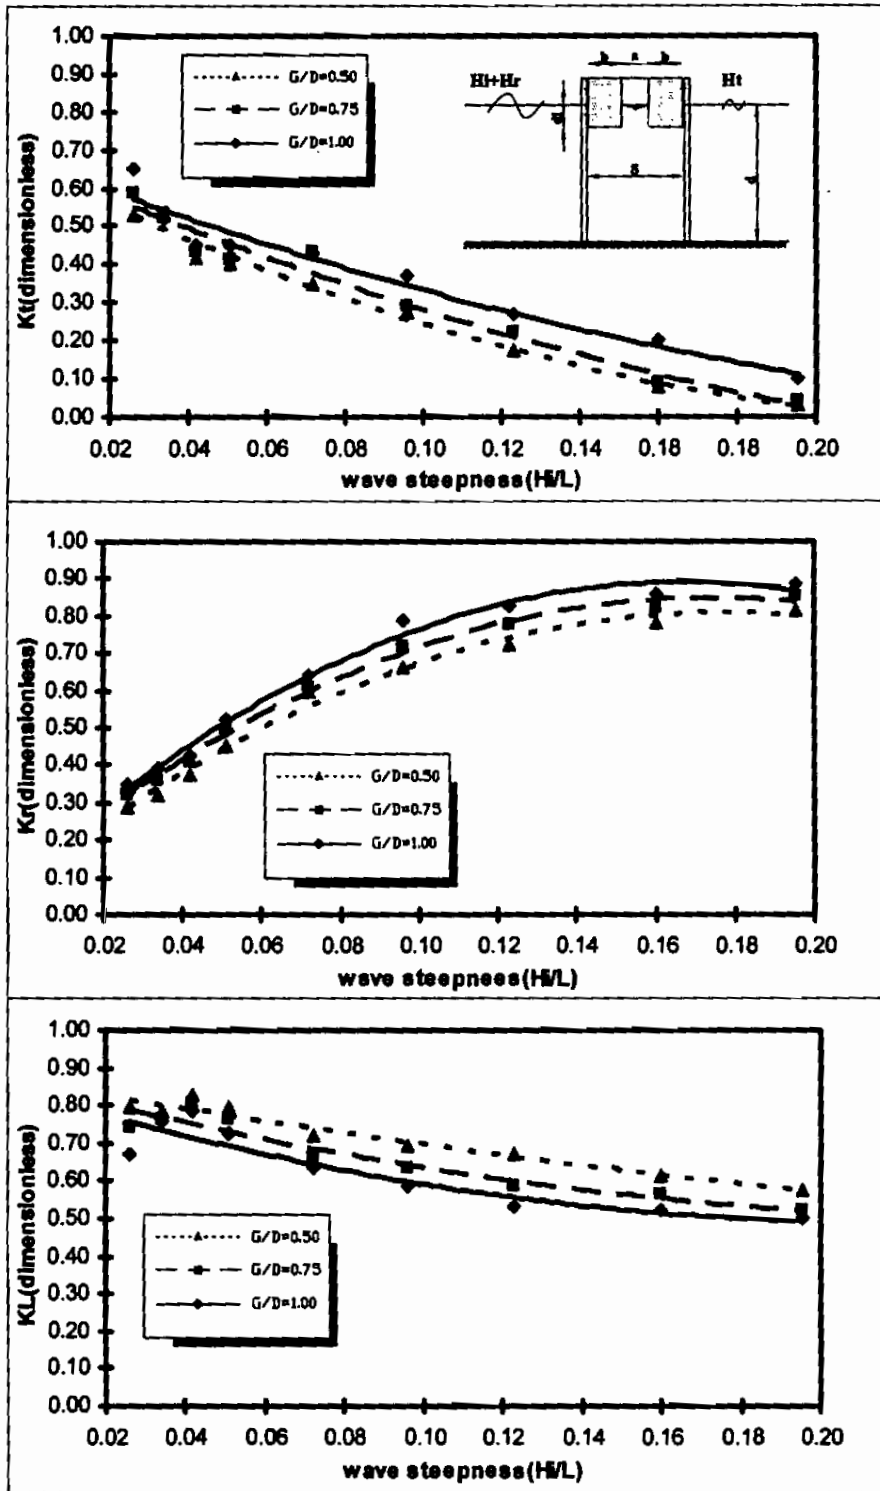 1.00
0.90
0.80
0.70
0.60
0.50
0.40
0.30
0.20
0.10
0.00
Kt(dimensionless)
G/D=0.50
G/D=0.75
G/D=1.00
b a b
Hi+Hr
Ht
0.02 0.04 0.06 0.08 0.10 0.12 0.14 0.16 0.18 0.20
wave steepness(Hi/L)
1.00
0.90
0.80
0.70
0.60
0.50
0.40
0.30
0.20
0.10
0.00
Kr(dimensionless)
G/D=0.50
G/D=0.75
G/D=1.00
0.02 0.04 0.06 0.08 0.10 0.12 0.14 0.16 0.18 0.20
wave steepness(Hi/L)
1.00
0.90
0.80
0.70
0.60
0.50
0.40
0.30
0.20
0.10
0.00
KL(dimensionless)
G/D=0.50
G/D=0.75
G/D=1.00
0.02 0.04 0.06 0.08 0.10 0.12 0.14 0.16 0.18 0.20
wave steepness(Hi/L)